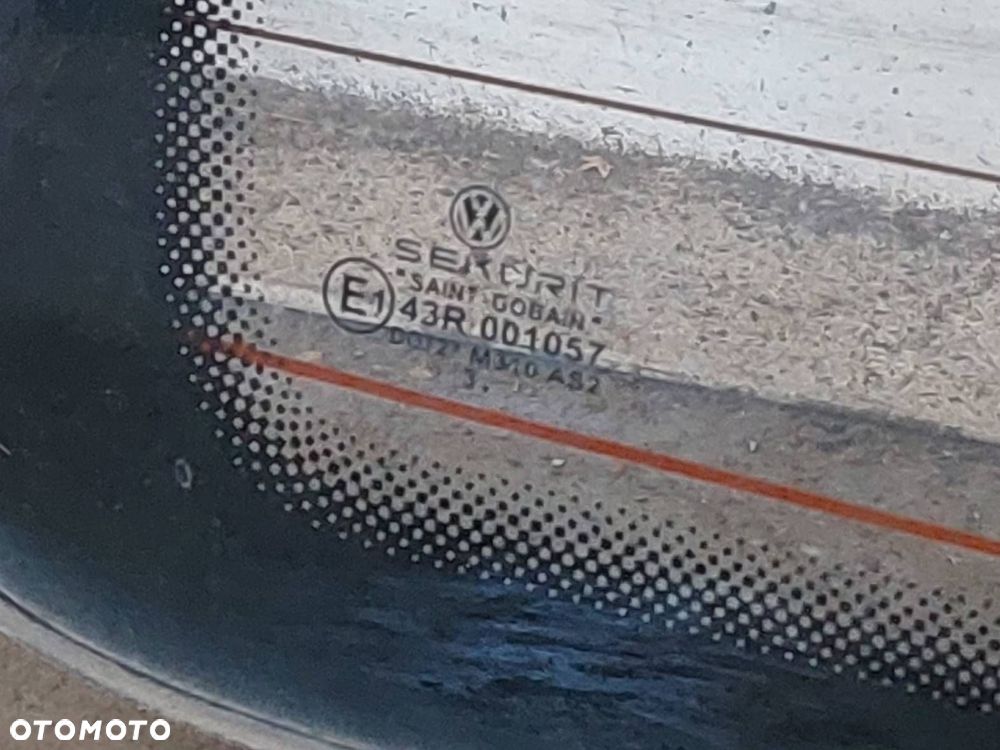 SEKURIT
"SAINT-GOBAIN"
E1
43R 001057
M310 AS2
OTOMOTO